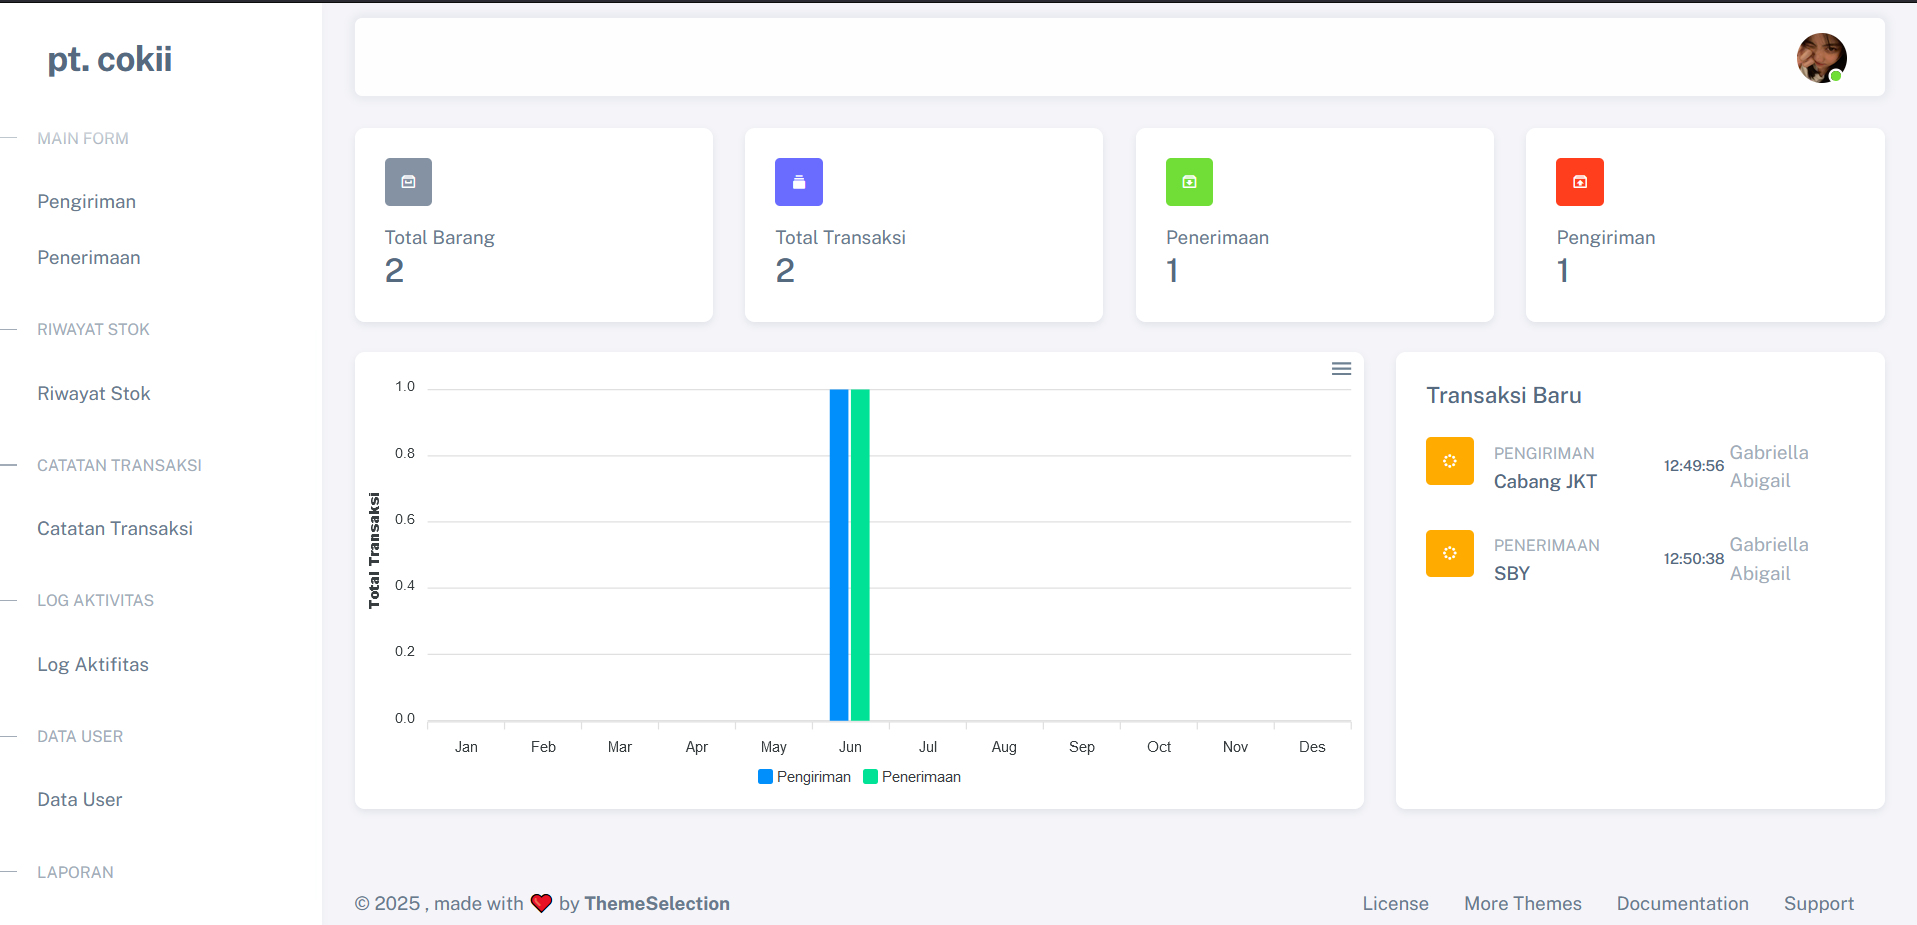 pt. cokii
MAIN FORM
Pengiriman
Penerimaan
RIWAYAT STOK
Riwayat Stok
CATATAN TRANSAKSI
Catatan Transaksi
LOG AKTIVITAS
Log Aktifitas
DATA USER
Data User
LAPORAN
Total Barang
2
Total Transaksi
2
Penerimaan
1
Pengiriman
1
Total Transaksi
1.0
0.8
0.6
0.4
0.2
0.0
Jan Feb Mar Apr May Jun Jul Aug Sep Oct Nov Des
Pengiriman Penerimaan
Transaksi Baru
PENGIRIMAN
Cabang JKT
12:49:56
Gabriella
Abigail
PENERIMAAN
SBY
12:50:38
Gabriella
Abigail
© 2025 , made with ❤️ by ThemeSelection
License More Themes Documentation Support